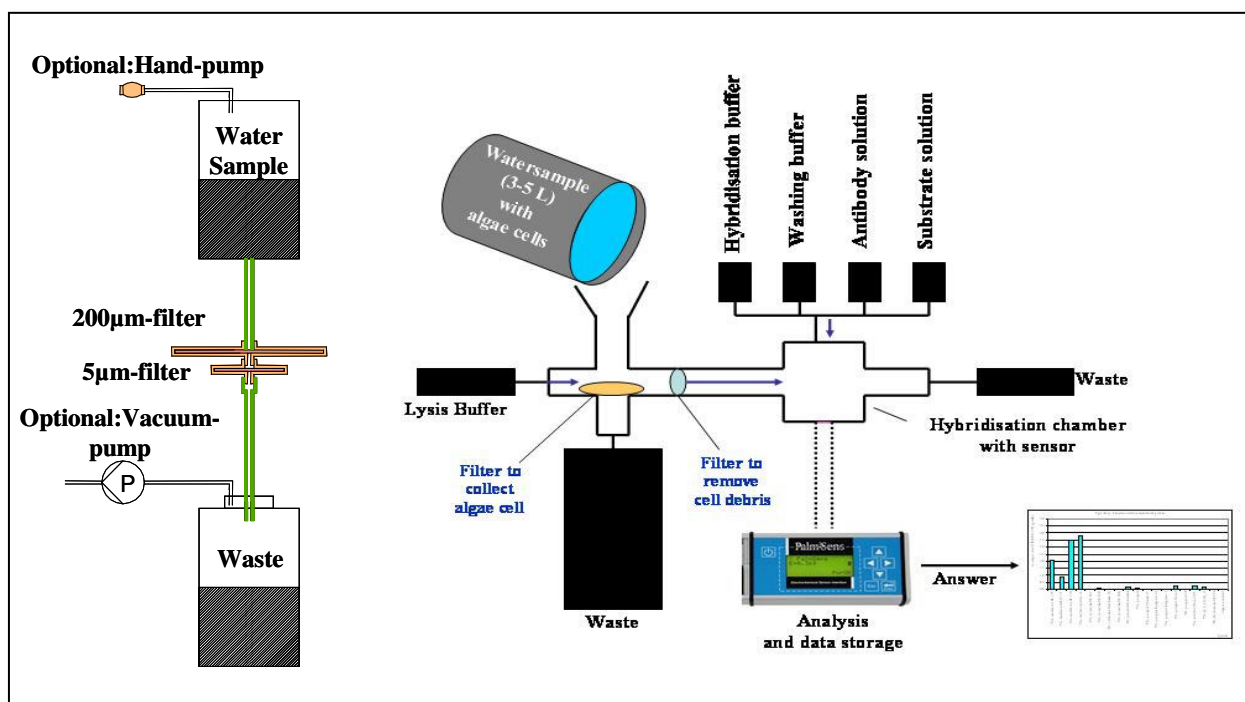 Optional:Hand-pump
Water
Sample
200µm-filter
5µm-filter
Optional:Vacuum-
pump
P
Waste
Watersample
(3-5 L)
with
algae cells
Hybridisation buffer
Washing buffer
Antibody solution
Substrate solution
Lysis Buffer
Waste
Hybridisation chamber
with sensor
Filter to
collect
algae cell
Filter to
remove
cell debris
Waste
PalmSens
Analysis
and data storage
Answer